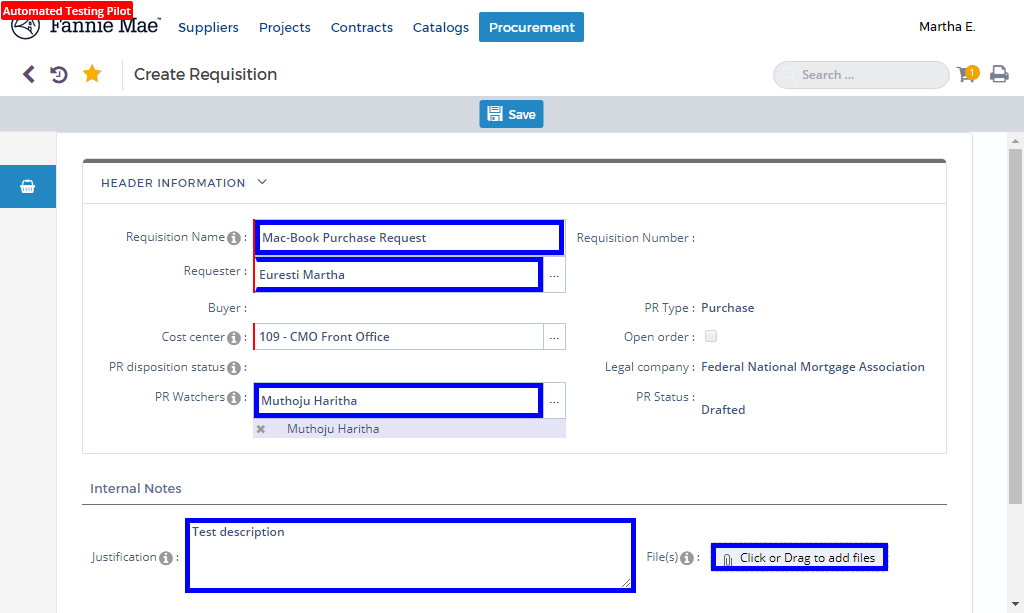 Automated Testing Pilot
Fannie Mae™
Suppliers Projects Contracts Catalogs Procurement
Martha E.
Create Requisition
Search ...
1
Save
HEADER INFORMATION
Requisition Name : Mac-Book Purchase Request Requisition Number :
Requester : Euresti Martha ...
Buyer : PR Type : Purchase
Cost center : 109 - CMO Front Office ... Open order :
PR disposition status : Legal company : Federal National Mortgage Association
PR Watchers : Muthoju Haritha ... PR Status : Drafted
Muthoju Haritha
Internal Notes
Justification : Test description
File(s) : Click or Drag to add files